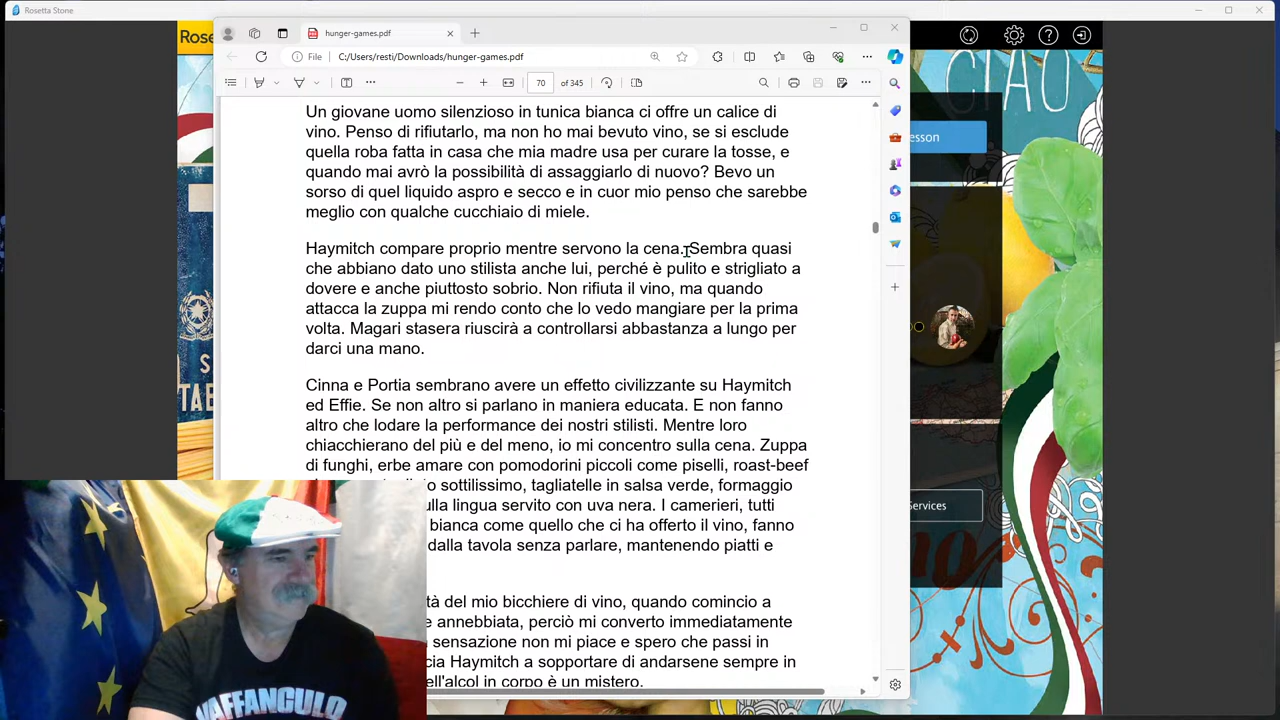 Rosetta Stone
Rose
hunger-games.pdf
File
C:/Users/resti/Downloads/hunger-games.pdf
70 of 345
CIAO
esson
Un giovane uomo silenzioso in tunica bianca ci offre un calice di
vino. Penso di rifiutarlo, ma non ho mai bevuto vino, se si esclude
quella roba fatta in casa che mia madre usa per curare la tosse, e
quando mai avrò la possibilità di assaggiarlo di nuovo? Bevo un
sorso di quel liquido aspro e secco e in cuor mio penso che sarebbe
meglio con qualche cucchiaio di miele.
Haymitch compare proprio mentre servono la cena. Sembra quasi
che abbiano dato uno stilista anche lui, perché è pulito e strigliato a
dovere e anche piuttosto sobrio. Non rifiuta il vino, ma quando
attacca la zuppa mi rendo conto che lo vedo mangiare per la prima
volta. Magari stasera riuscirà a controllarsi abbastanza a lungo per
darci una mano.
Cinna e Portia sembrano avere un effetto civilizzante su Haymitch
ed Effie. Se non altro si parlano in maniera educata. E non fanno
altro che lodare la performance dei nostri stilisti. Mentre loro
chiacchierano del più e del meno, io mi concentro sulla cena. Zuppa
di funghi, erbe amare con pomodorini piccoli come piselli, roast-beef
sottilissimo, tagliatelle in salsa verde, formaggio
ulla lingua servito con uva nera. I camerieri, tutti
bianca come quello che ci ha offerto il vino, fanno
dalla tavola senza parlare, mantenendo piatti e
tà del mio bicchiere di vino, quando comincio a
e annebbiata, perciò mi converto immediatamente
sensazione non mi piace e spero che passi in
cia Haymitch a sopportare di andarsene sempre in
ell'alcol in corpo è un mistero.
Services
VAFFANGULO